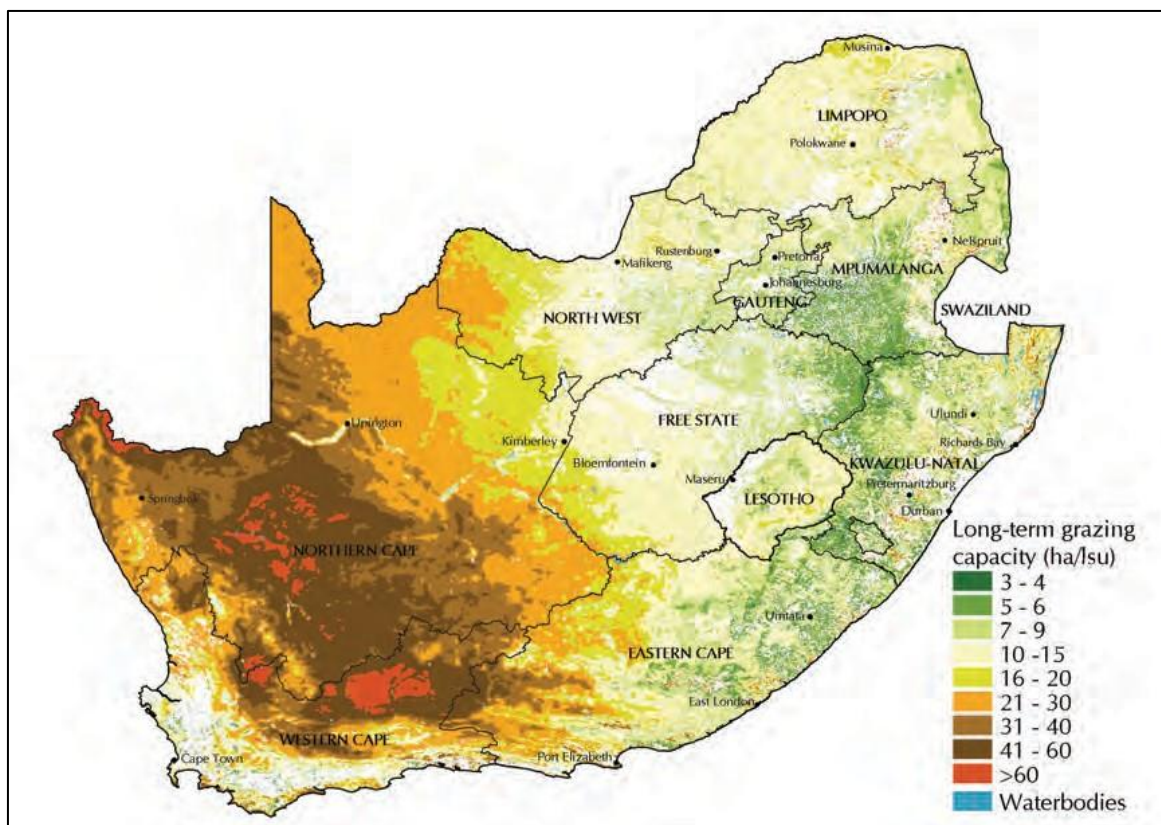 Musina
LIMPOPO
Polokwane
Rustenburg
Pretoria
Nelspruit
Mafikeng
MPUMALANGA
Johannesburg
GAUTENG
SWAZILAND
NORTH WEST
Upington
FREE STATE
Ulundi
Kimberley
Richards Bay
Bloemfontein
KWAZULU-NATAL
Maseru
Pietermaritzburg
LESOTHO
Springbok
Durban
NORTHERN CAPE
Umtata
EASTERN CAPE
East London
WESTERN CAPE
Cape Town
Port Elizabeth
Long-term grazing
capacity (ha/lsu)
3 - 4
5 - 6
7 - 9
10 -15
16 - 20
21 - 30
31 - 40
41 - 60
>60
Waterbodies